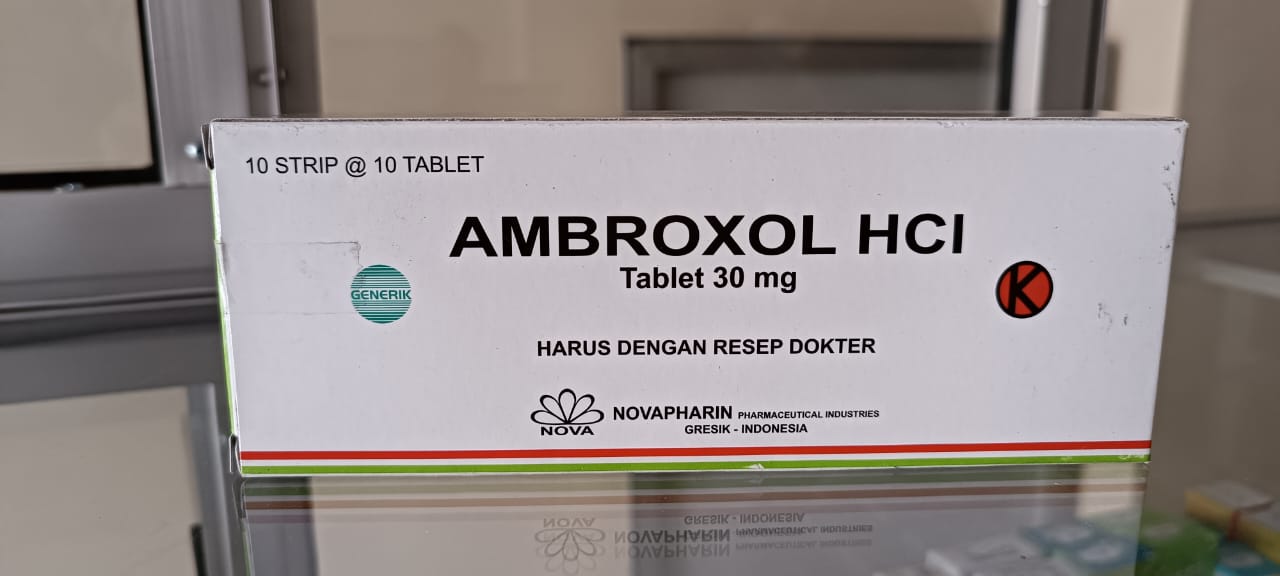 10 STRIP @ 10 TABLET
AMBROXOL HCl
Tablet 30 mg
GENERIK
K
HARUS DENGAN RESEP DOKTER
NOVA
NOVAPHARIN PHARMACEUTICAL INDUSTRIES
GRESIK - INDONESIA